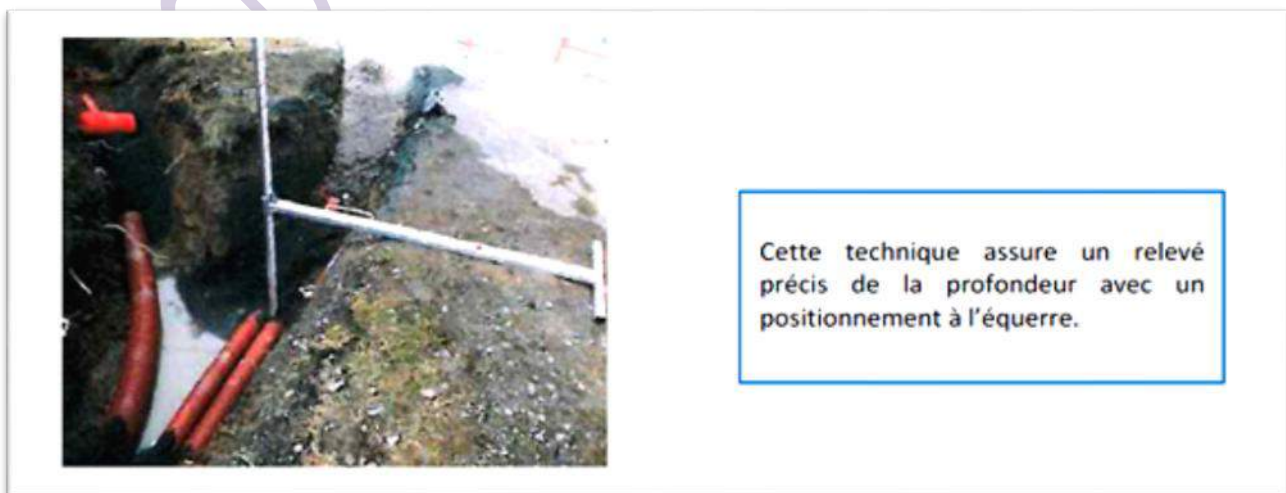 Cette technique assure un relevé
précis de la profondeur avec un
positionnement à l'équerre.